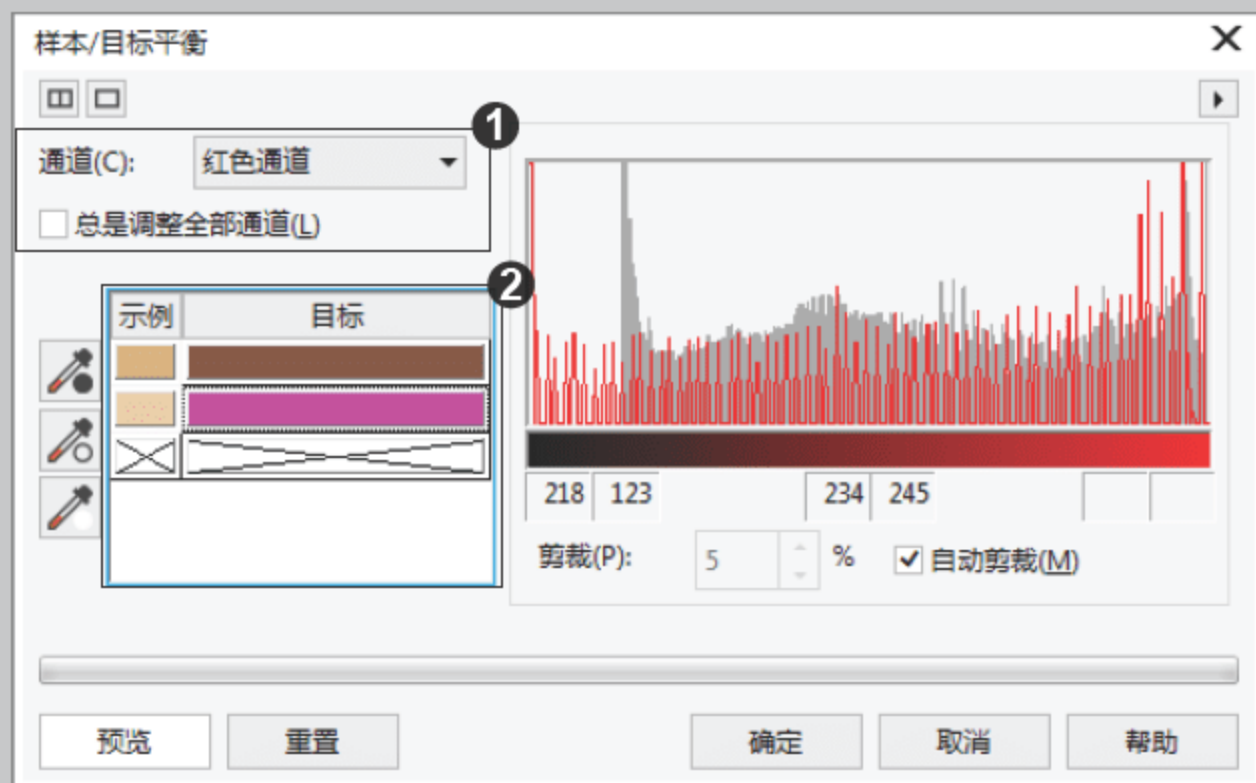 样本/目标平衡
1
通道(C): 红色通道
总是调整全部通道(L)
2
示例 目标
218 123 234 245
剪裁(P): 5 % 自动剪裁(M)
预览 重置 确定 取消 帮助